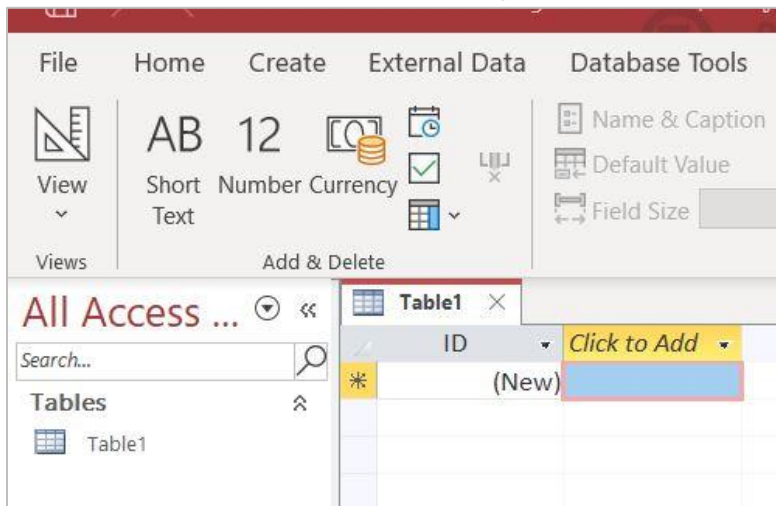 File Home Create External Data Database Tools
AB 12
View Short Text Number Currency
Name & Caption
Default Value
Field Size
Views Add & Delete
All Access ...
Search...
Tables
Table1
Table1
ID Click to Add
(New)